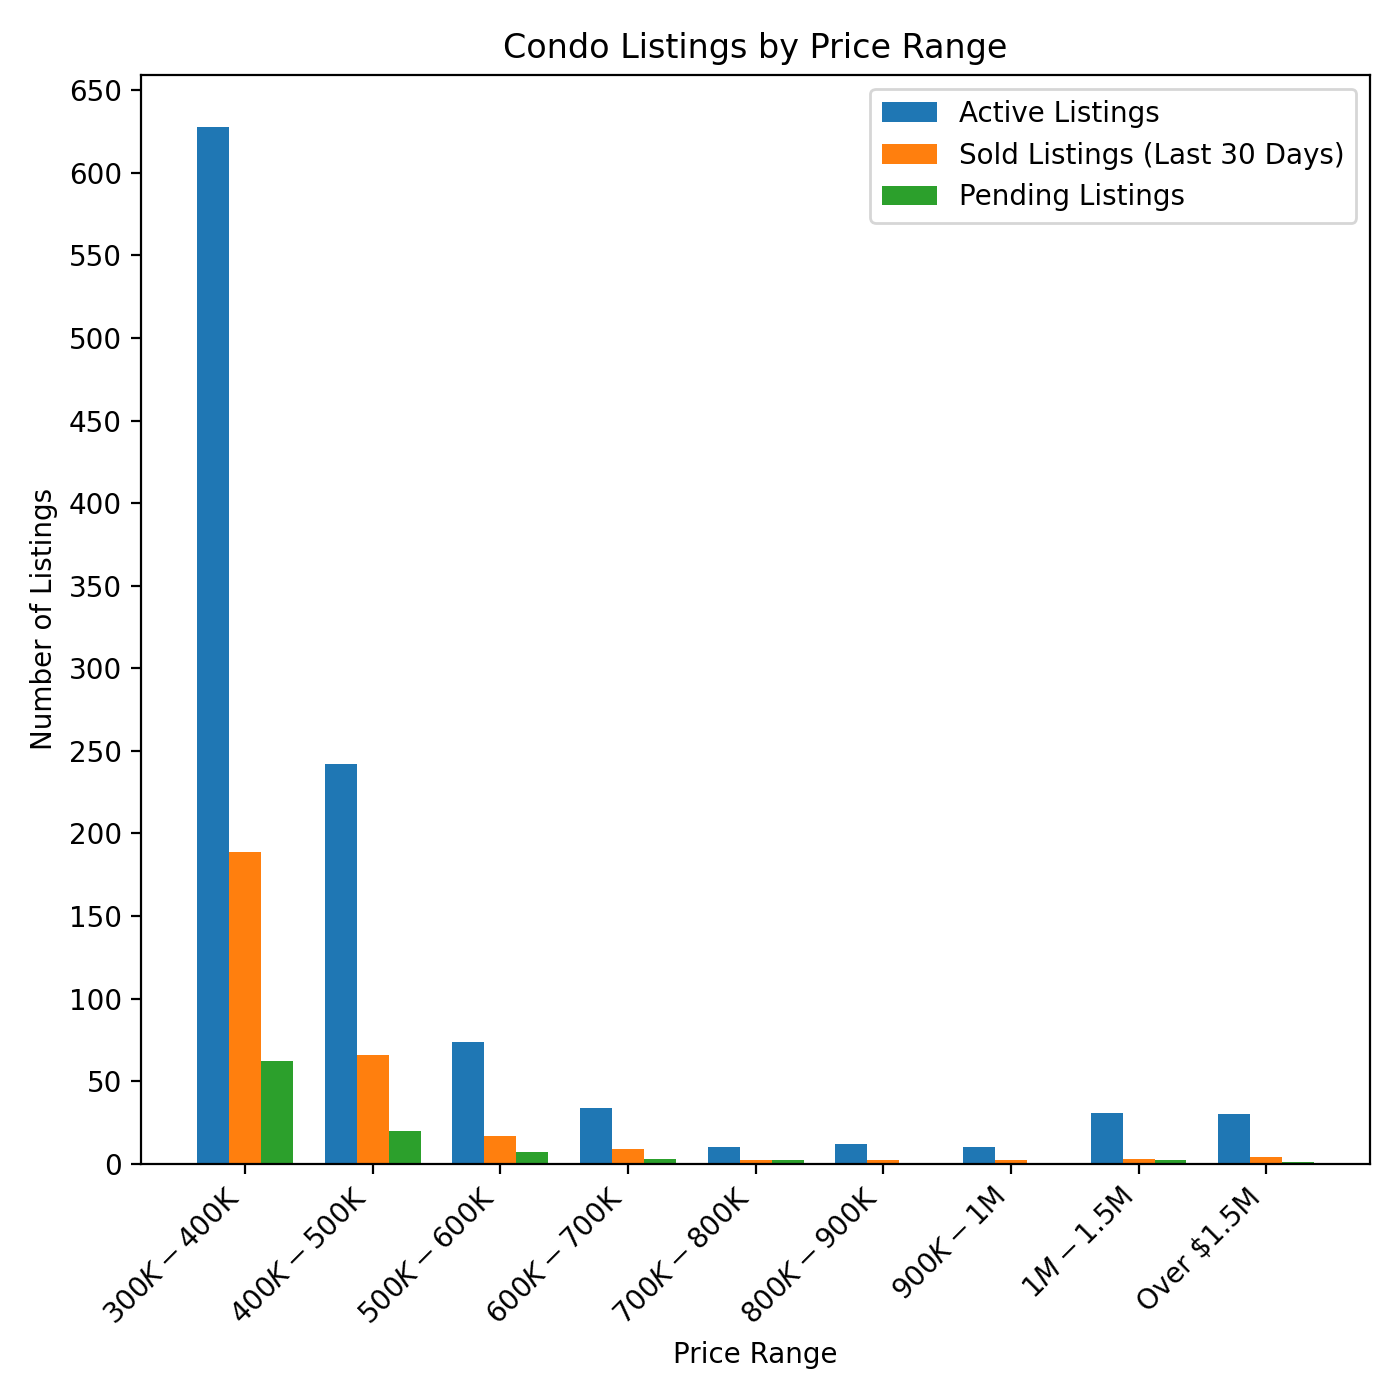 Condo Listings by Price Range
Active Listings
Sold Listings (Last 30 Days)
Pending Listings
650
600
550
500
450
400
350
300
250
200
150
100
50
0
Number of Listings
300K − 400K
400K − 500K
500K − 600K
600K − 700K
700K − 800K
800K − 900K
900K − 1M
1M − 1.5M
Over $1.5M
Price Range